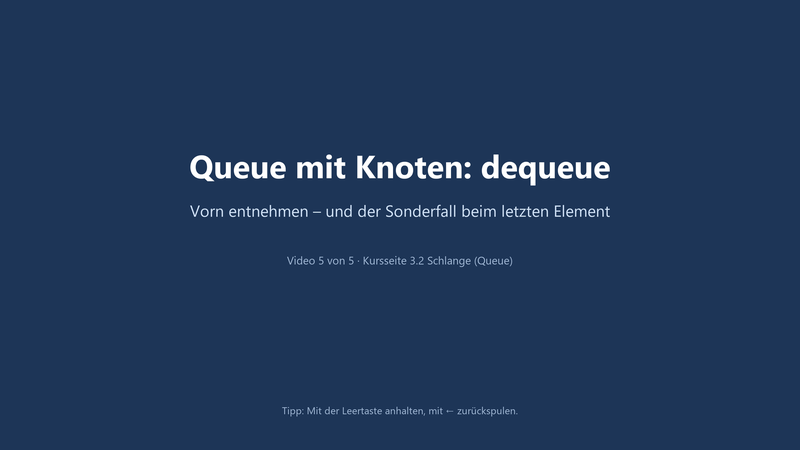 Queue mit Knoten: dequeue
Vorn entnehmen – und der Sonderfall beim letzten Element
Video 5 von 5 · Kursseite 3.2 Schlange (Queue)
Tipp: Mit der Leertaste anhalten, mit ← zurückspulen.